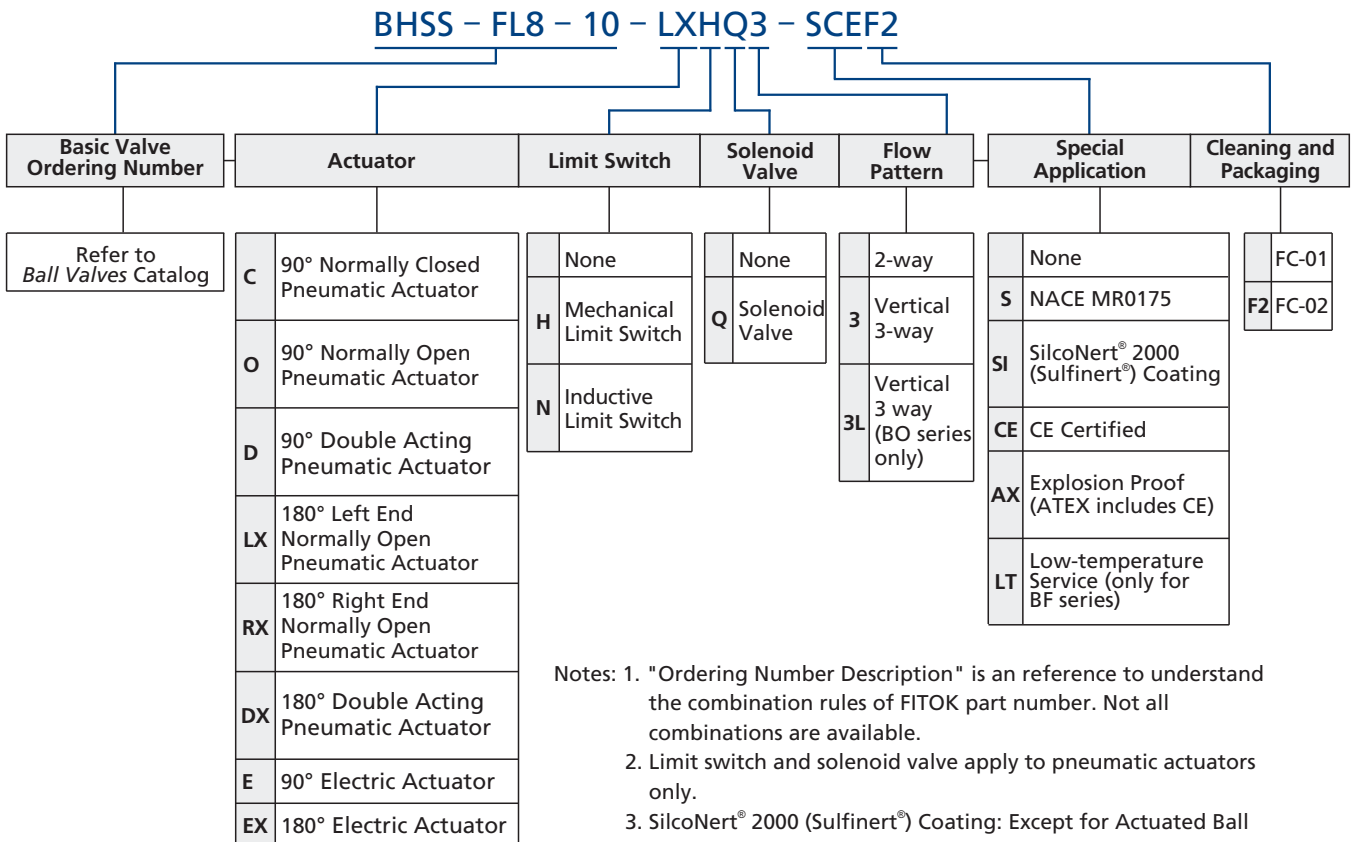 BHSS – FL8 – 10 – LXHQ3 – SCEF2
Basic Valve
Ordering Number
Actuator
Limit Switch
Solenoid
Valve
Flow
Pattern
Special
Application
Cleaning and
Packaging
Refer to
Ball Valves Catalog
C 90° Normally Closed
Pneumatic Actuator
O 90° Normally Open
Pneumatic Actuator
D 90° Double Acting
Pneumatic Actuator
LX 180° Left End
Normally Open
Pneumatic Actuator
RX 180° Right End
Normally Open
Pneumatic Actuator
DX 180° Double Acting
Pneumatic Actuator
E 90° Electric Actuator
EX 180° Electric Actuator
None
H Mechanical
Limit Switch
N Inductive
Limit Switch
None
Q Solenoid
Valve
2-way
3 Vertical
3-way
3L Vertical
3 way
(BO series
only)
None
S NACE MR0175
SI SilcoNert® 2000
(Sulfinert®) Coating
CE CE Certified
AX Explosion Proof
(ATEX includes CE)
LT Low-temperature
Service (only for
BF series)
FC-01
F2 FC-02
Notes: 1. "Ordering Number Description" is an reference to understand
the combination rules of FITOK part number. Not all
combinations are available.
2. Limit switch and solenoid valve apply to pneumatic actuators
only.
3. SilcoNert® 2000 (Sulfinert®) Coating: Except for Actuated Ball